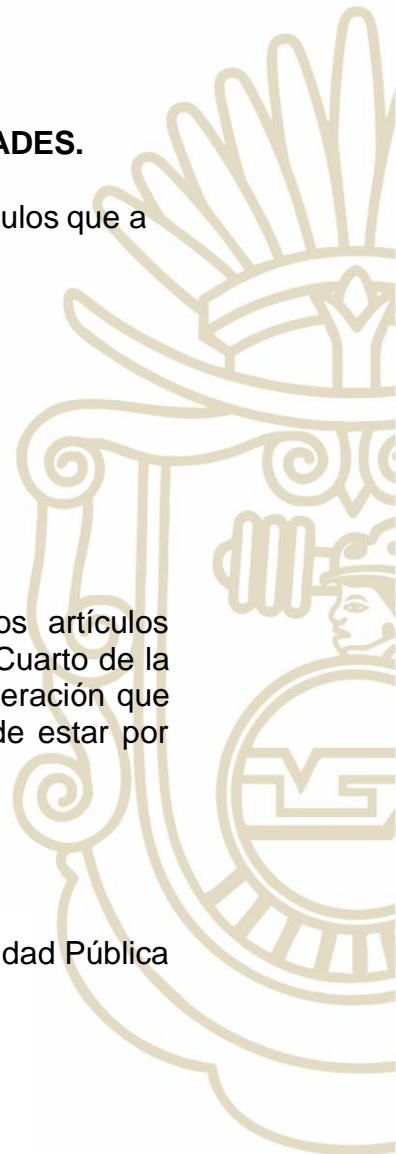 ADES.
ulos que a
os artículos
Cuarto de la
eración que
de estar por
dad Pública